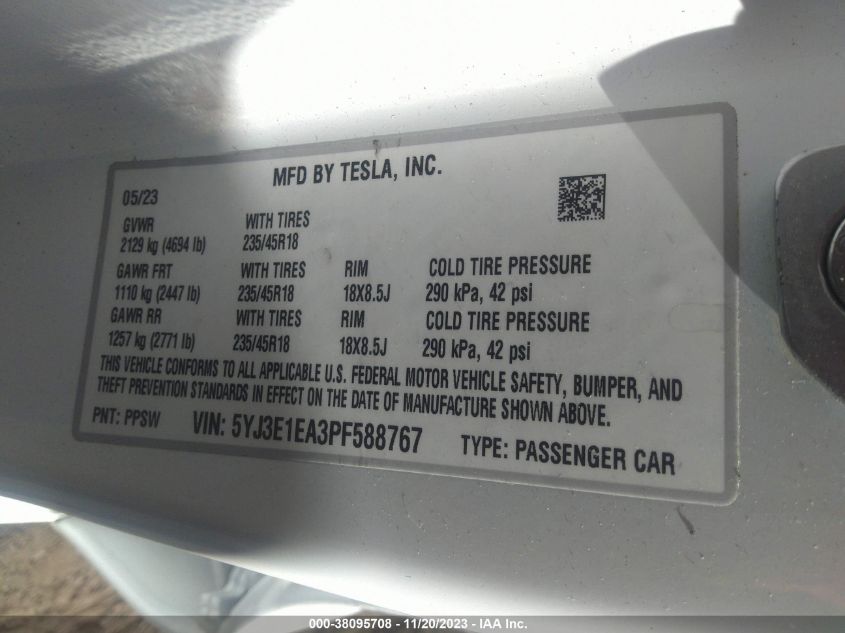 MFD BY TESLA, INC.
05/23
GVWR WITH TIRES
2129 kg (4694 lb) 235/45R18
GAWR FRT WITH TIRES RIM COLD TIRE PRESSURE
1110 kg (2447 lb) 235/45R18 18X8.5J 290 kPa, 42 psi
GAWR RR WITH TIRES RIM COLD TIRE PRESSURE
1257 kg (2771 lb) 235/45R18 18X8.5J 290 kPa, 42 psi
THIS VEHICLE CONFORMS TO ALL APPLICABLE U.S. FEDERAL MOTOR VEHICLE SAFETY, BUMPER, AND
THEFT PREVENTION STANDARDS IN EFFECT ON THE DATE OF MANUFACTURE SHOWN ABOVE.
PNT: PPSW VIN: 5YJ3E1EA3PF588767 TYPE: PASSENGER CAR
000-38095708 - 11/20/2023 - IAA Inc.